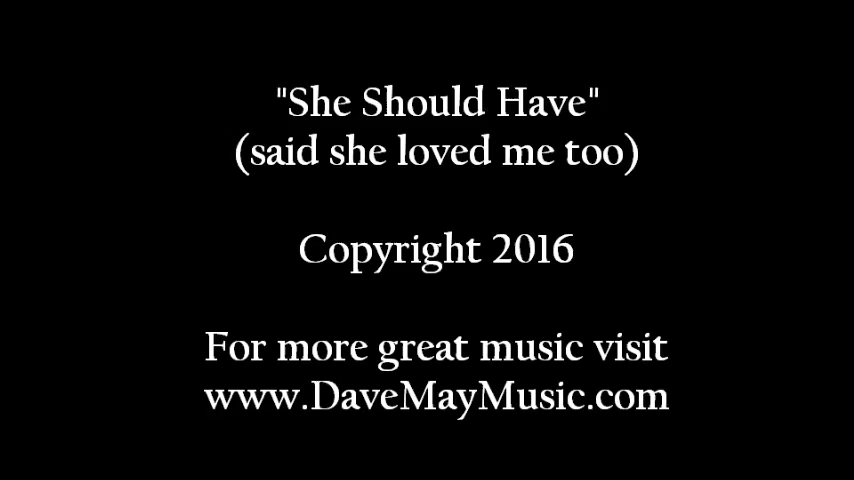 "She Should Have"
(said she loved me too)
Copyright 2016
For more great music visit
www.DaveMayMusic.com